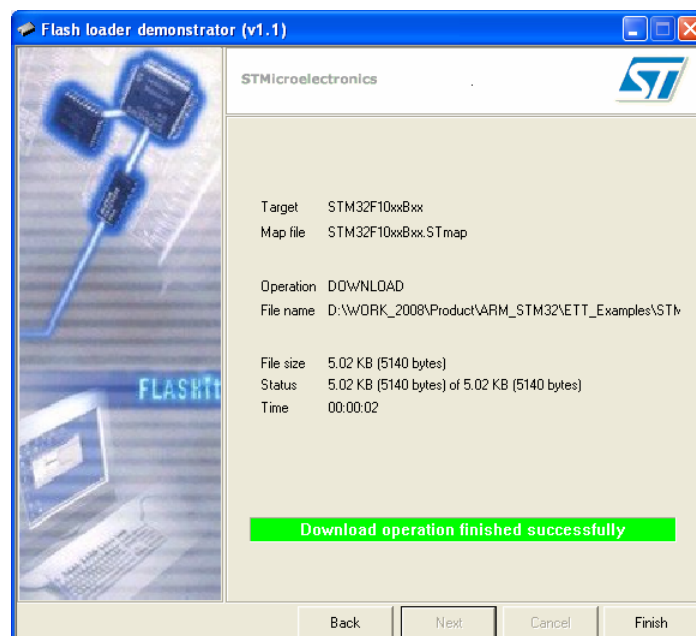 Flash loader demonstrator (v1.1)
STMicroelectronics
ST
Target STM32F10xxBxx
Map file STM32F10xxBxx.STmap
Operation DOWNLOAD
File name D:\WORK_2008\Product\ARM_STM32\ETT_Examples\STM
File size 5.02 KB (5140 bytes)
Status 5.02 KB (5140 bytes) of 5.02 KB (5140 bytes)
Time 00:00:02
FLASHit
Download operation finished successfully
Back Next Cancel Finish